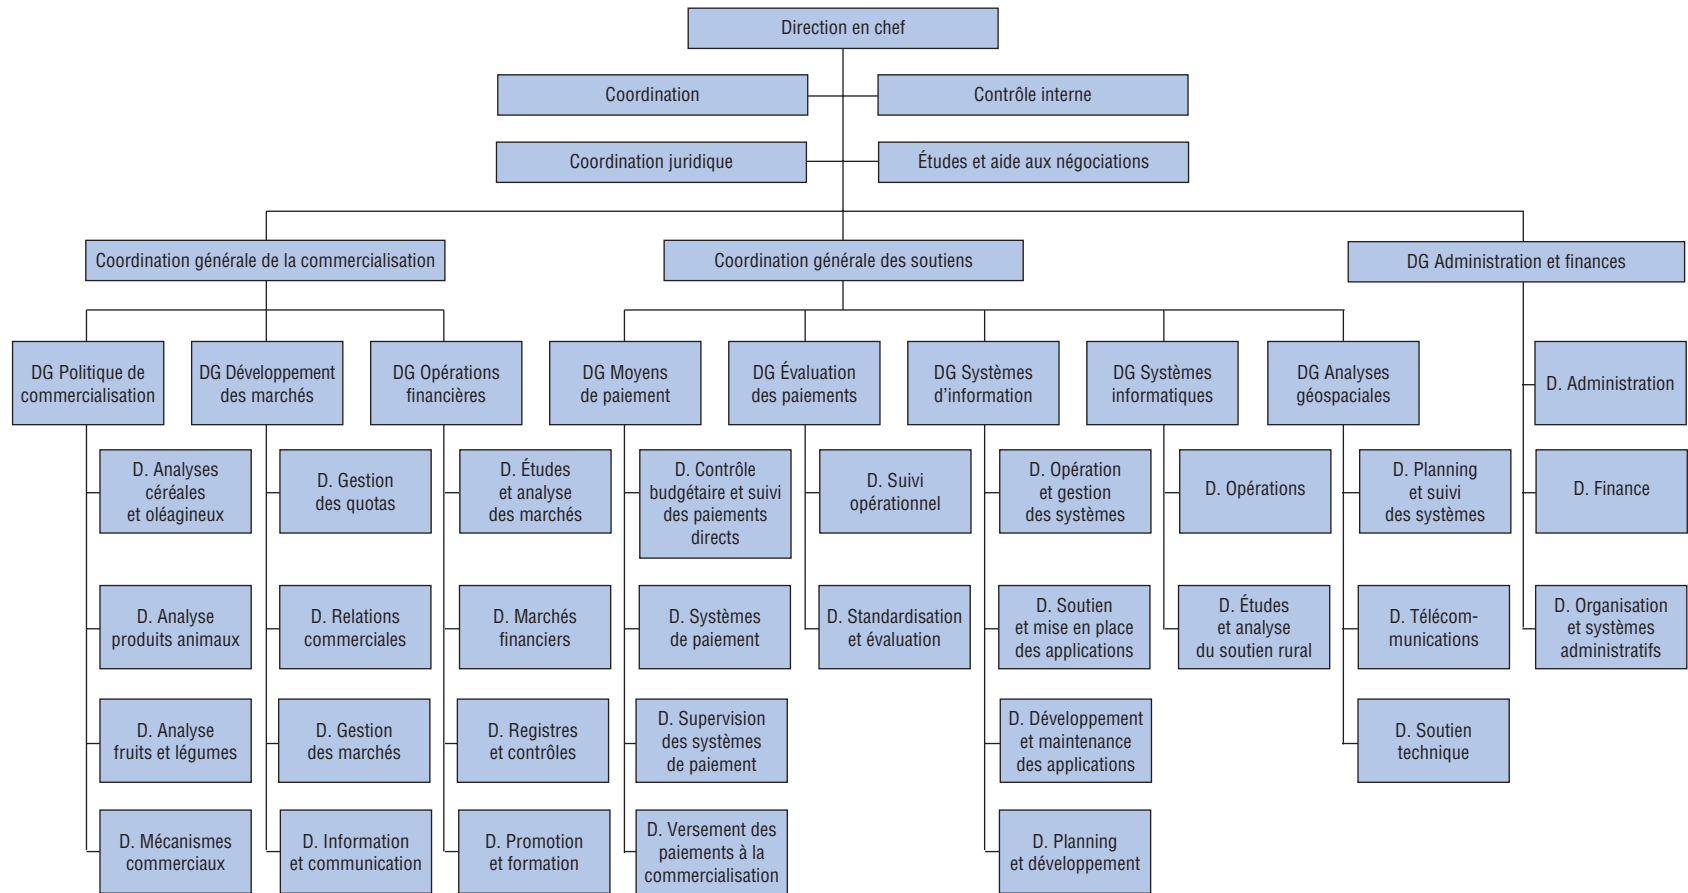 Direction en chef
Coordination
Contrôle interne
Coordination juridique
Études et aide aux négociations
Coordination générale de la commercialisation
Coordination générale des soutiens
DG Administration et finances
DG Politique de
commercialisation
DG Développement
des marchés
DG Opérations
financières
DG Moyens
de paiement
DG Évaluation
des paiements
DG Systèmes
d’information
DG Systèmes
informatiques
DG Analyses
géospaciales
D. Administration
D. Analyses
céréales
et oléagineux
D. Gestion
des quotas
D. Études
et analyse
des marchés
D. Contrôle
budgétaire et suivi
des paiements
directs
D. Suivi
opérationnel
D. Opération
et gestion
des systèmes
D. Opérations
D. Planning
et suivi
des systèmes
D. Finance
D. Analyse
produits animaux
D. Relations
commerciales
D. Marchés
financiers
D. Systèmes
de paiement
D. Standardisation
et évaluation
D. Soutien
et mise en place
des applications
D. Études
et analyse
du soutien rural
D. Télécom-
munications
D. Organisation
et systèmes
administratifs
D. Analyse
fruits et légumes
D. Gestion
des marchés
D. Registres
et contrôles
D. Supervision
des systèmes
de paiement
D. Développement
et maintenance
des applications
D. Soutien
technique
D. Mécanismes
commerciaux
D. Information
et communication
D. Promotion
et formation
D. Versement des
paiements à la
commercialisation
D. Planning
et développement